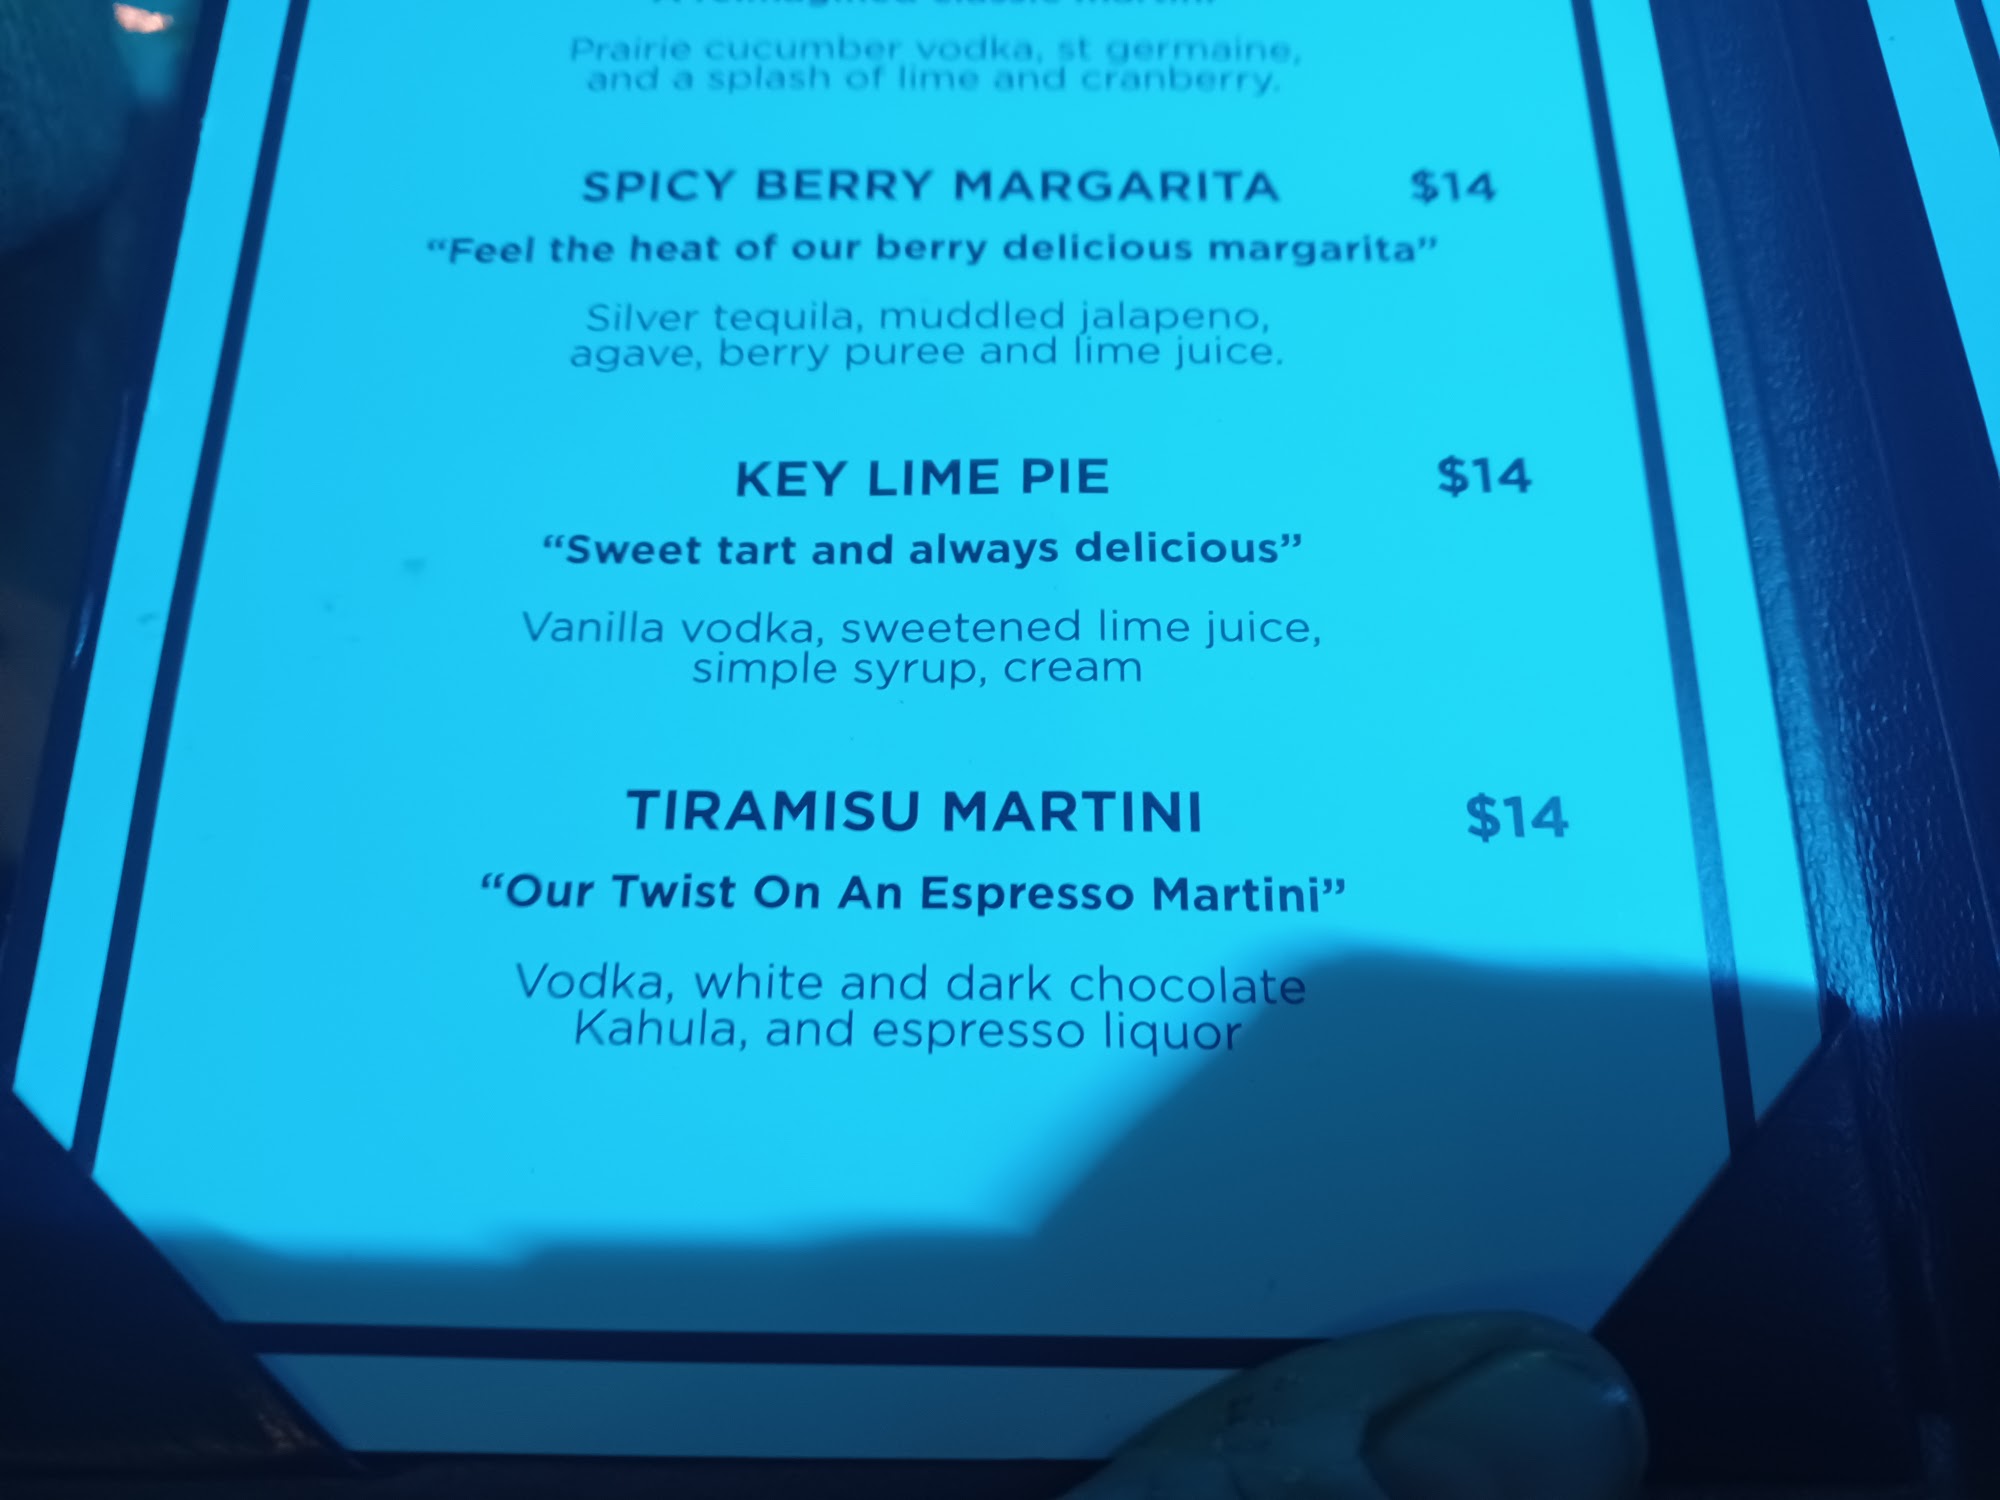 A reimagined classic martini
Prairie cucumber vodka, st germaine,
and a splash of lime and cranberry.
SPICY BERRY MARGARITA $14
“Feel the heat of our berry delicious margarita”
Silver tequila, muddled jalapeno,
agave, berry puree and lime juice.
KEY LIME PIE $14
“Sweet tart and always delicious”
Vanilla vodka, sweetened lime juice,
simple syrup, cream
TIRAMISU MARTINI $14
“Our Twist On An Espresso Martini”
Vodka, white and dark chocolate
Kahula, and espresso liquor